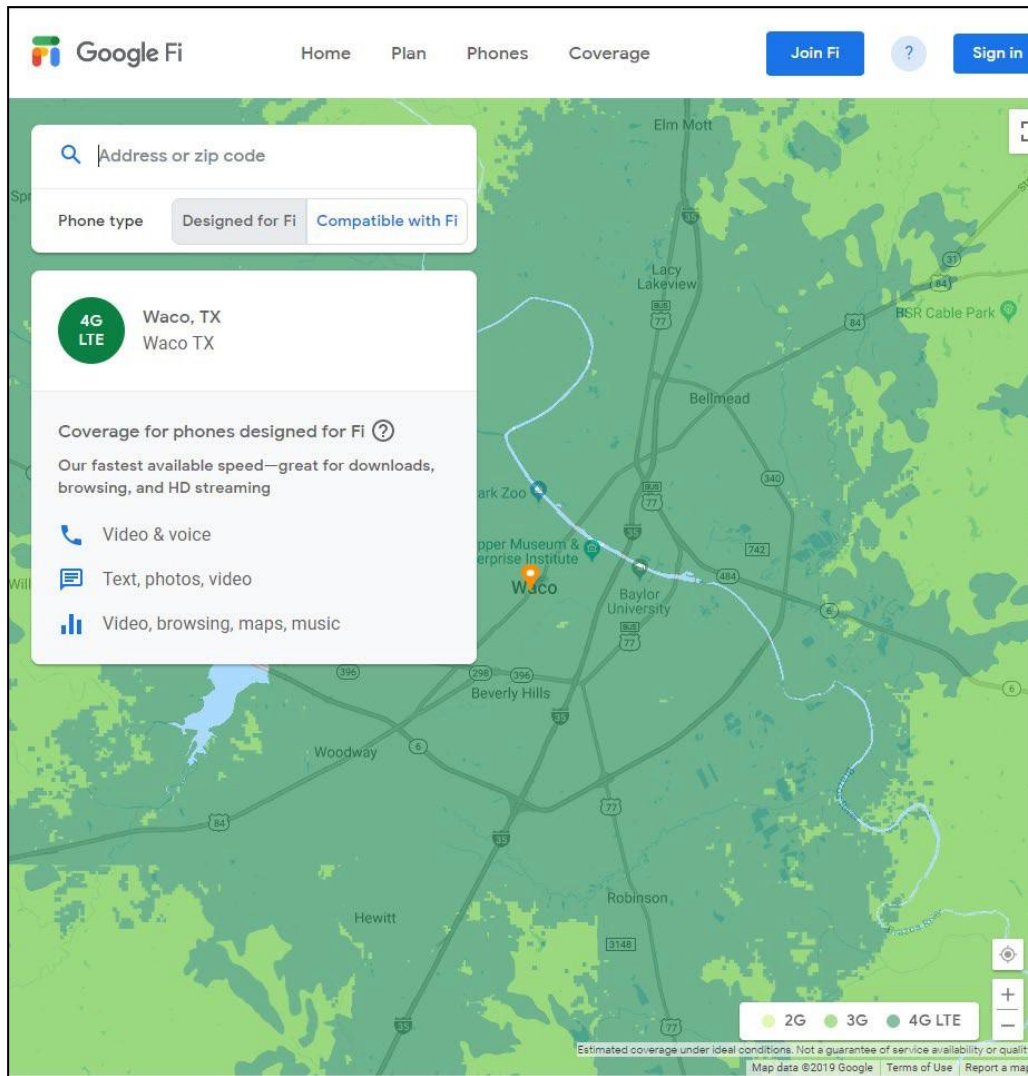 Google Fi
Home Plan Phones Coverage
Join Fi
?
Sign in
Address or zip code
Phone type
Designed for Fi
Compatible with Fi
4G
LTE
Waco, TX
Waco TX
Coverage for phones designed for Fi ?
Our fastest available speed—great for downloads,
browsing, and HD streaming
Video & voice
Text, photos, video
Video, browsing, maps, music
Elm Mott
35
31
84
Lacy
Lakeview
BUS
77
84
BSR Cable Park
Bellmead
340
Zoo
BUS
77
35
Museum &
Institute
742
484
Waco
Baylor
University
6
BUS
77
396
298
396
6
Beverly Hills
35
Woodway
6
77
84
35
Robinson
Hewitt
3148
35
77
2G 3G 4G LTE
+
−
Estimated coverage under ideal conditions. Not a guarantee of service availability or
Map data ©2019 Google
Terms of Use
Report a